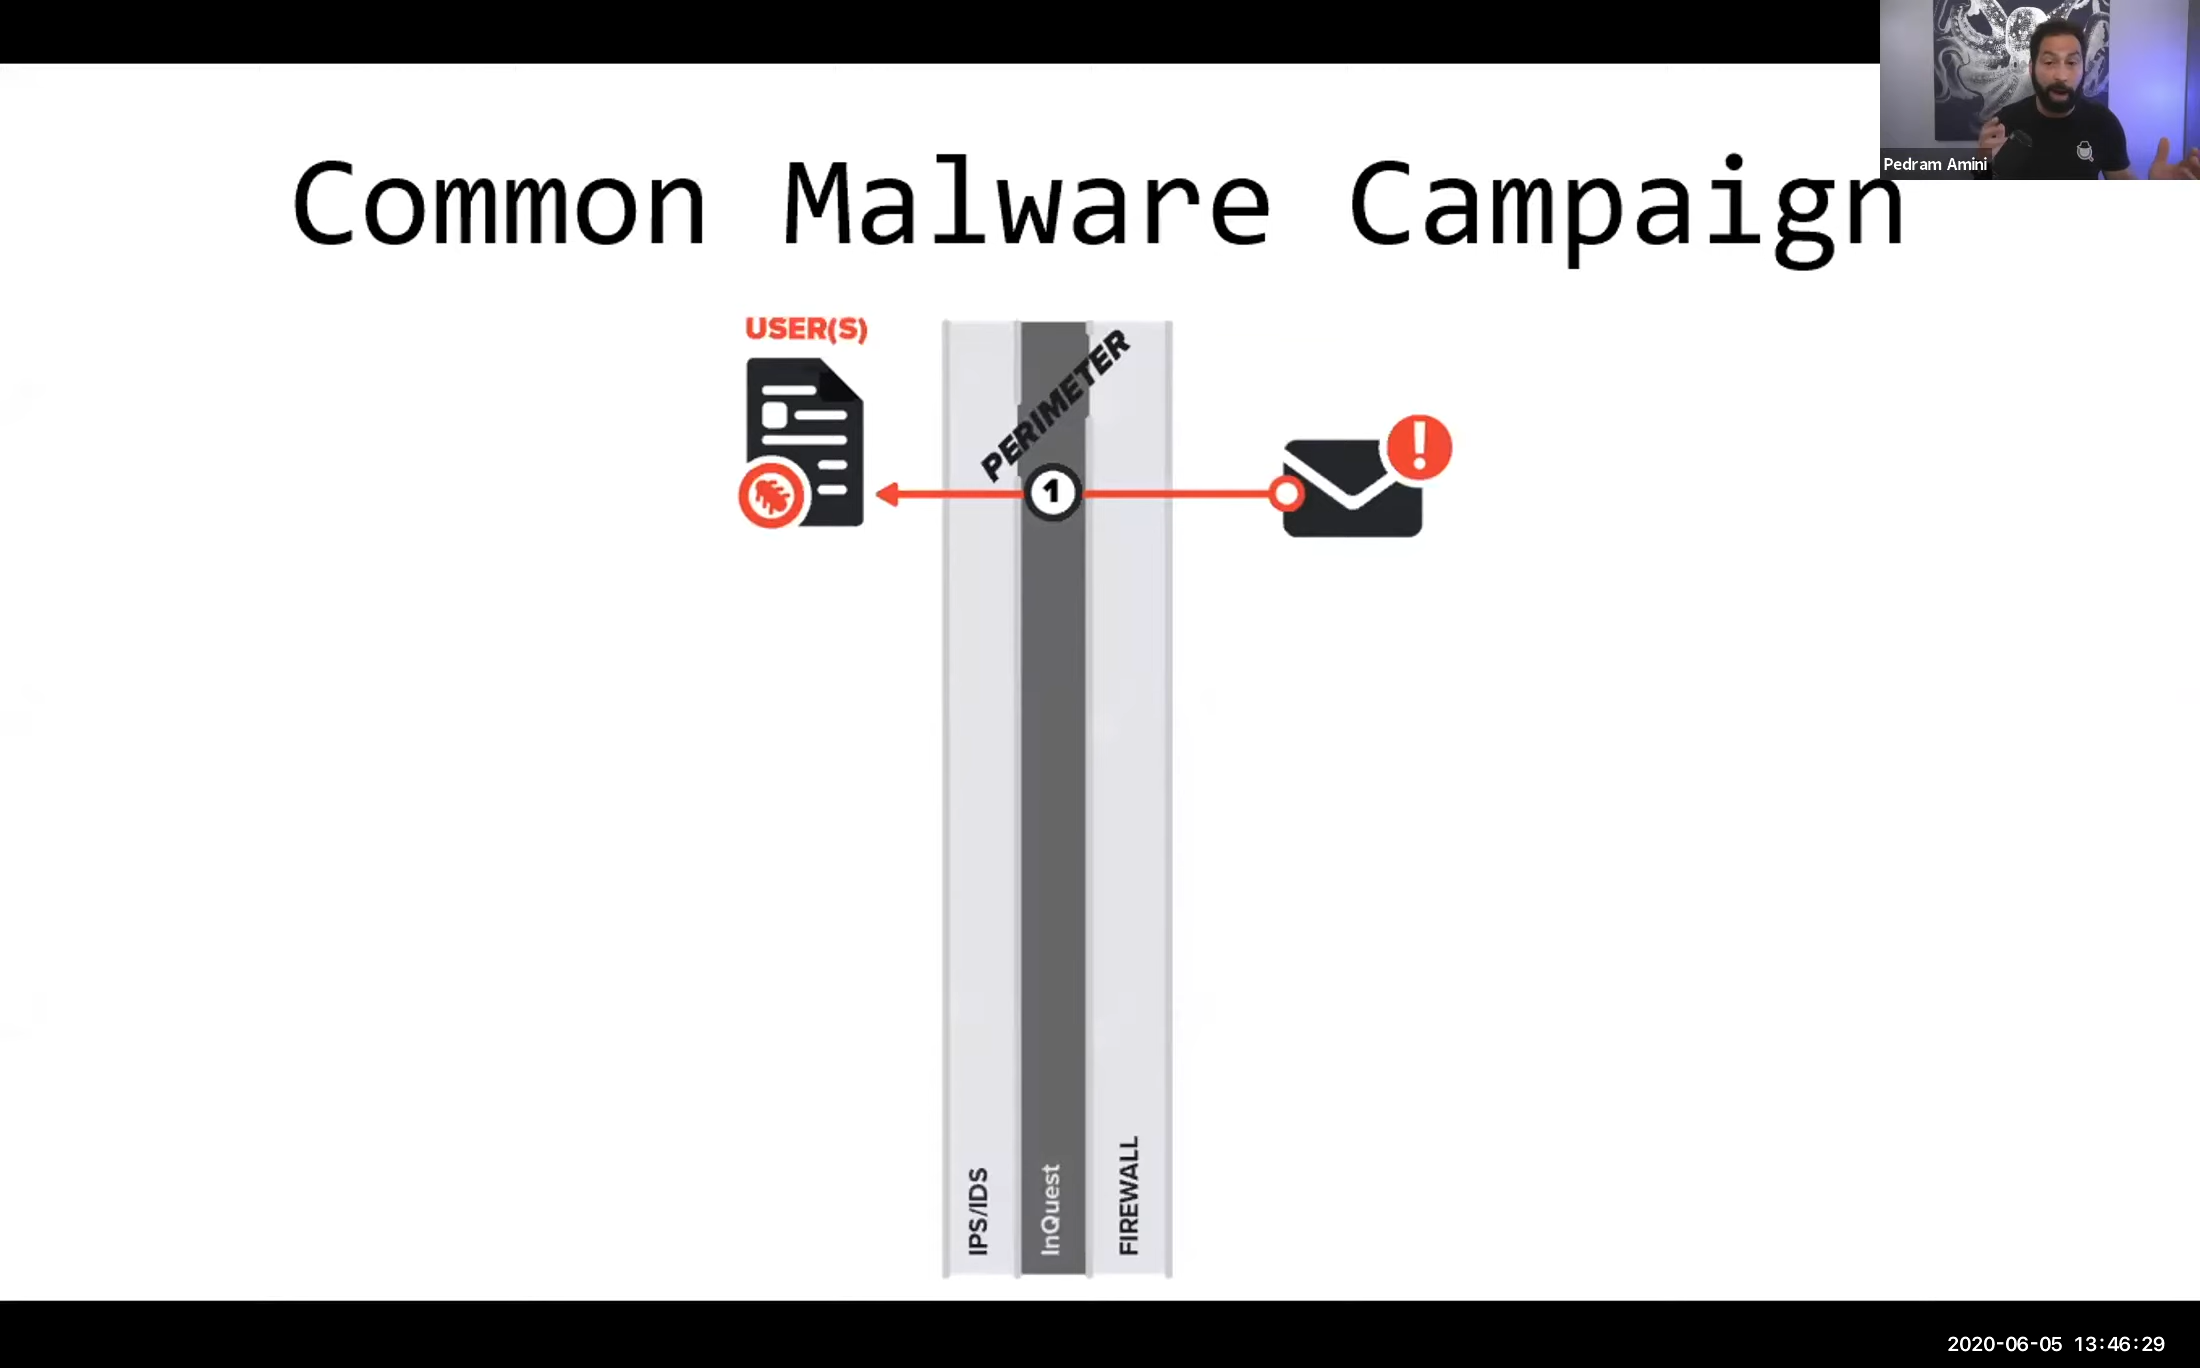 Pedram Amini
Common Malware Campaign
USER(S)
PERIMETER
1
!
IPS/IDS
InQuest
FIREWALL
2020-06-05 13:46:29